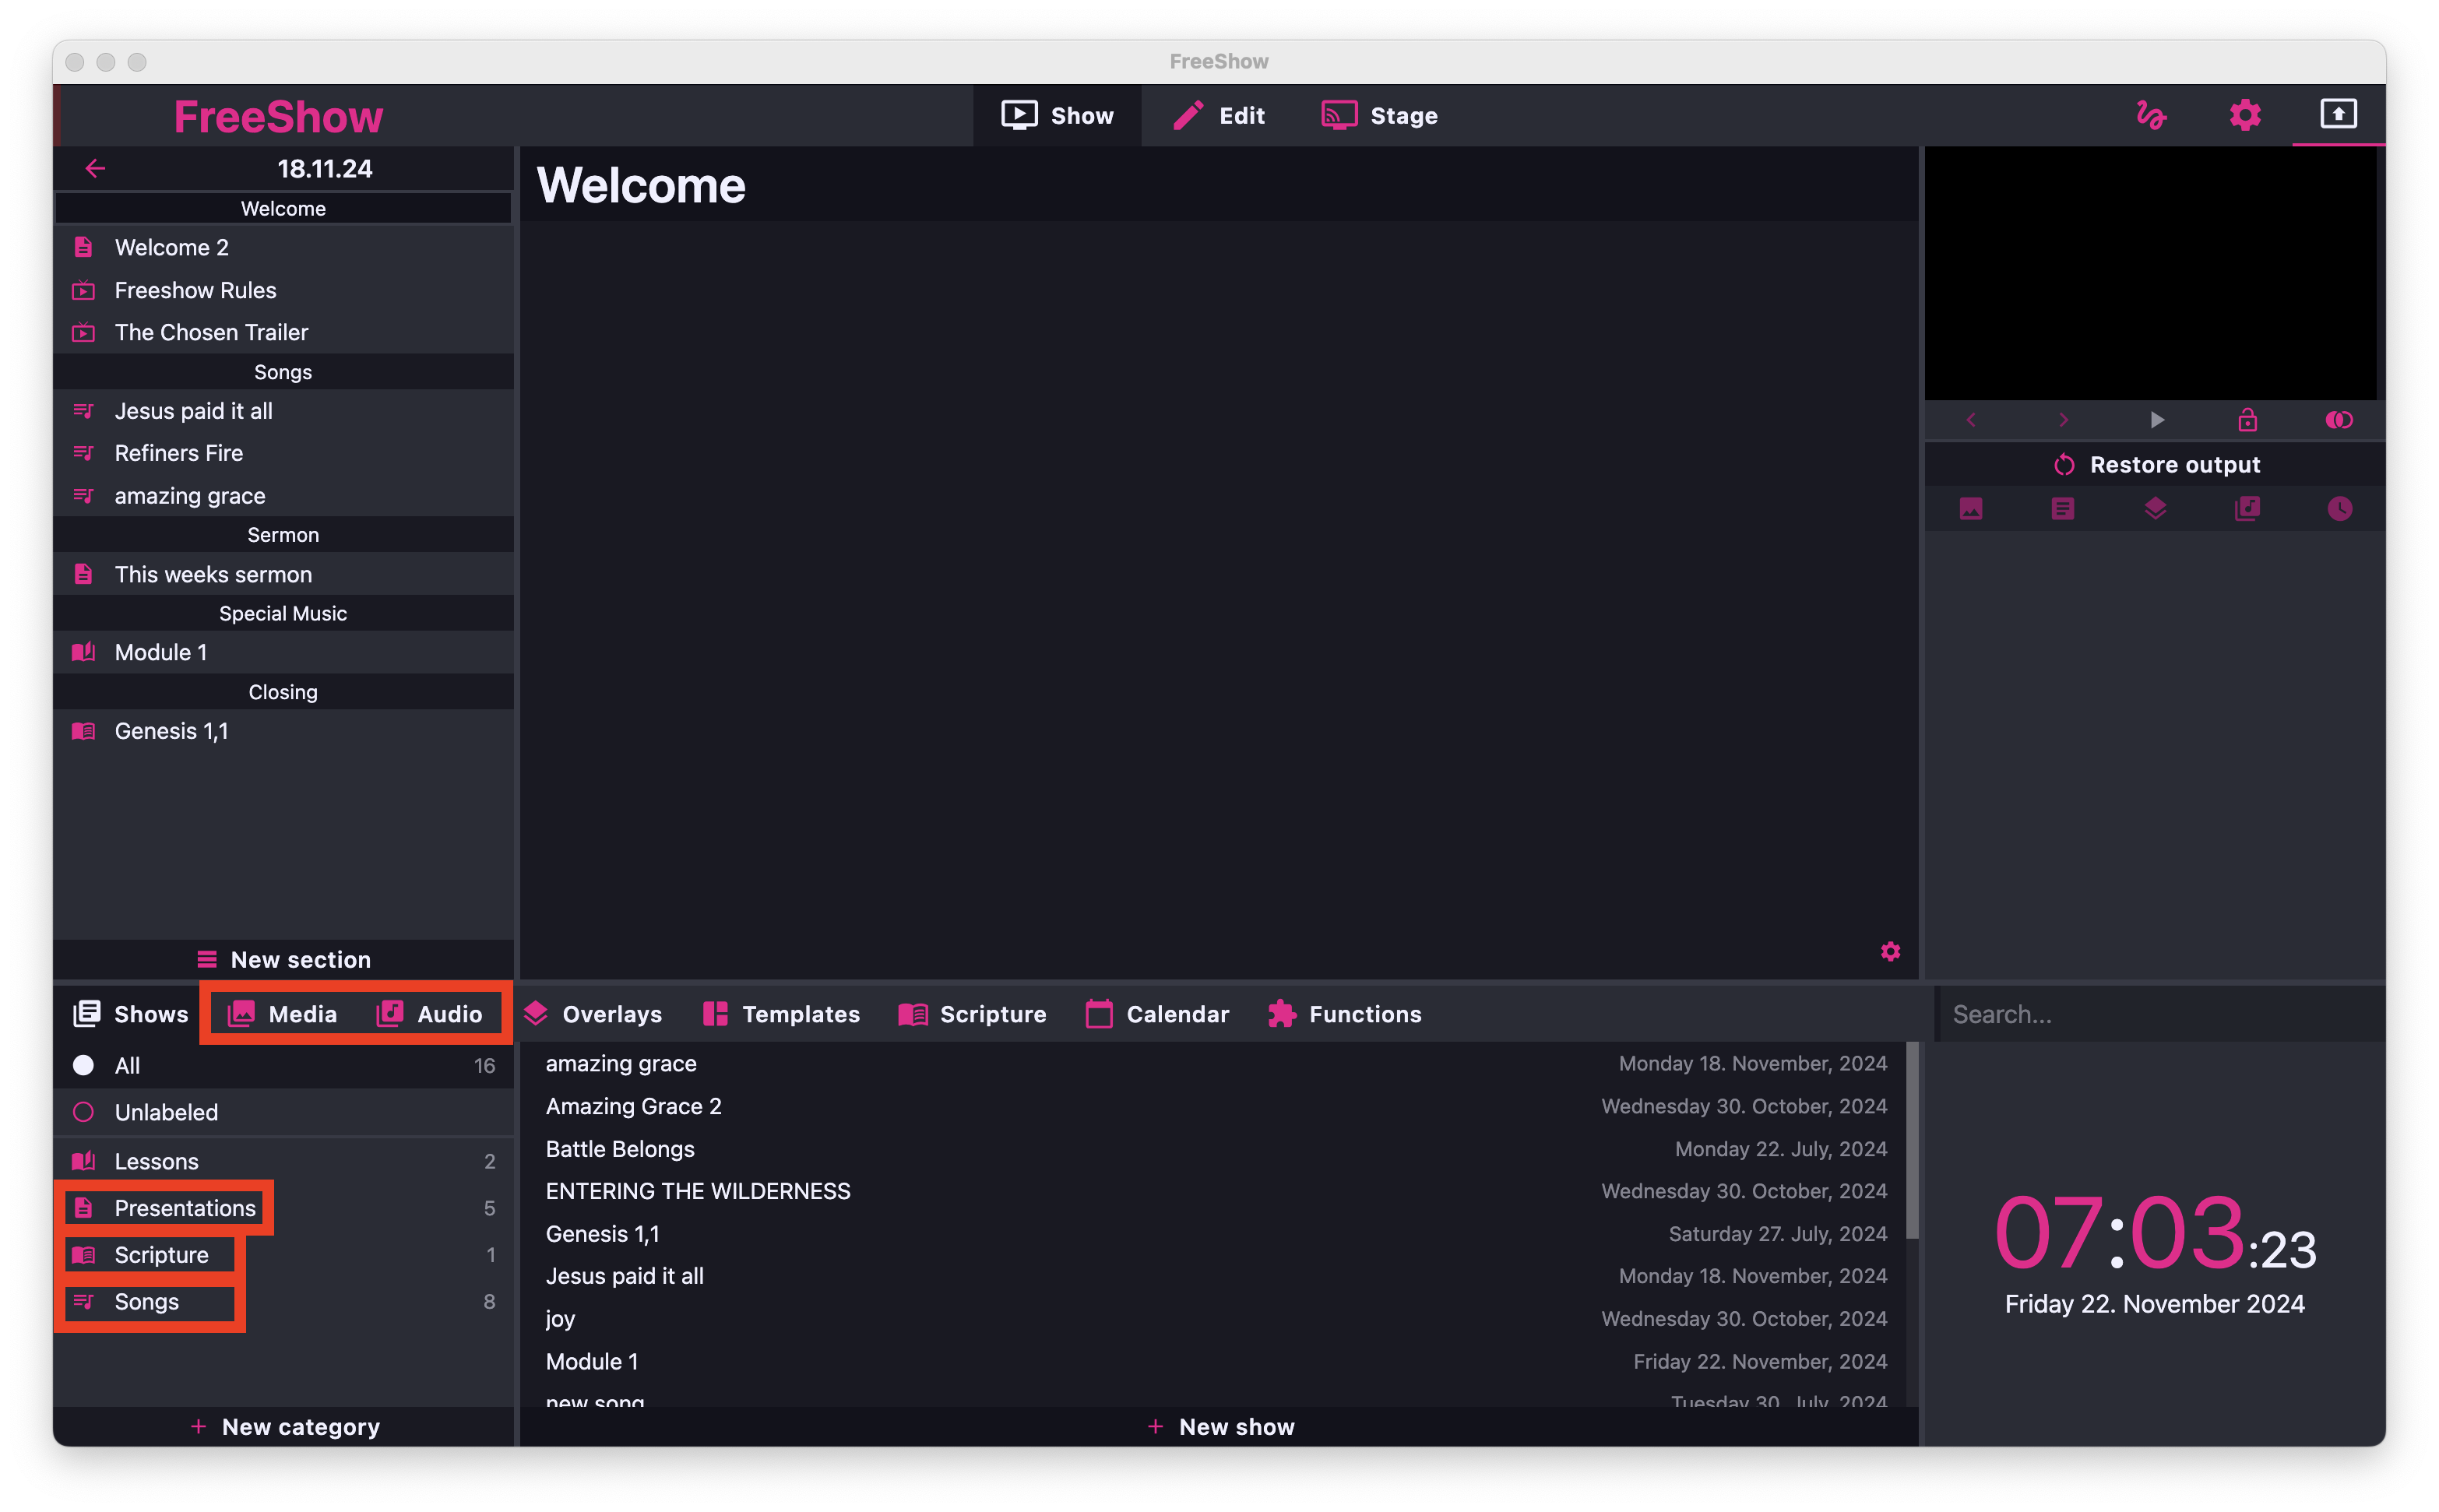 FreeShow
FreeShow
Show Edit Stage
18.11.24
Welcome
Welcome 2
Freeshow Rules
The Chosen Trailer
Songs
Jesus paid it all
Refiners Fire
amazing grace
Sermon
This weeks sermon
Special Music
Module 1
Closing
Genesis 1,1
New section
Welcome
Restore output
Shows Media Audio Overlays Templates Scripture Calendar Functions
Search...
All 16
Unlabeled
Lessons 2
Presentations 5
Scripture 1
Songs 8
New category
amazing grace Monday 18. November, 2024
Amazing Grace 2 Wednesday 30. October, 2024
Battle Belongs Monday 22. July, 2024
ENTERING THE WILDERNESS Wednesday 30. October, 2024
Genesis 1,1 Saturday 27. July, 2024
Jesus paid it all Monday 18. November, 2024
joy Wednesday 30. October, 2024
Module 1 Friday 22. November, 2024
new song Tuesday 30. July, 2024
New show
07:03:23
Friday 22. November 2024